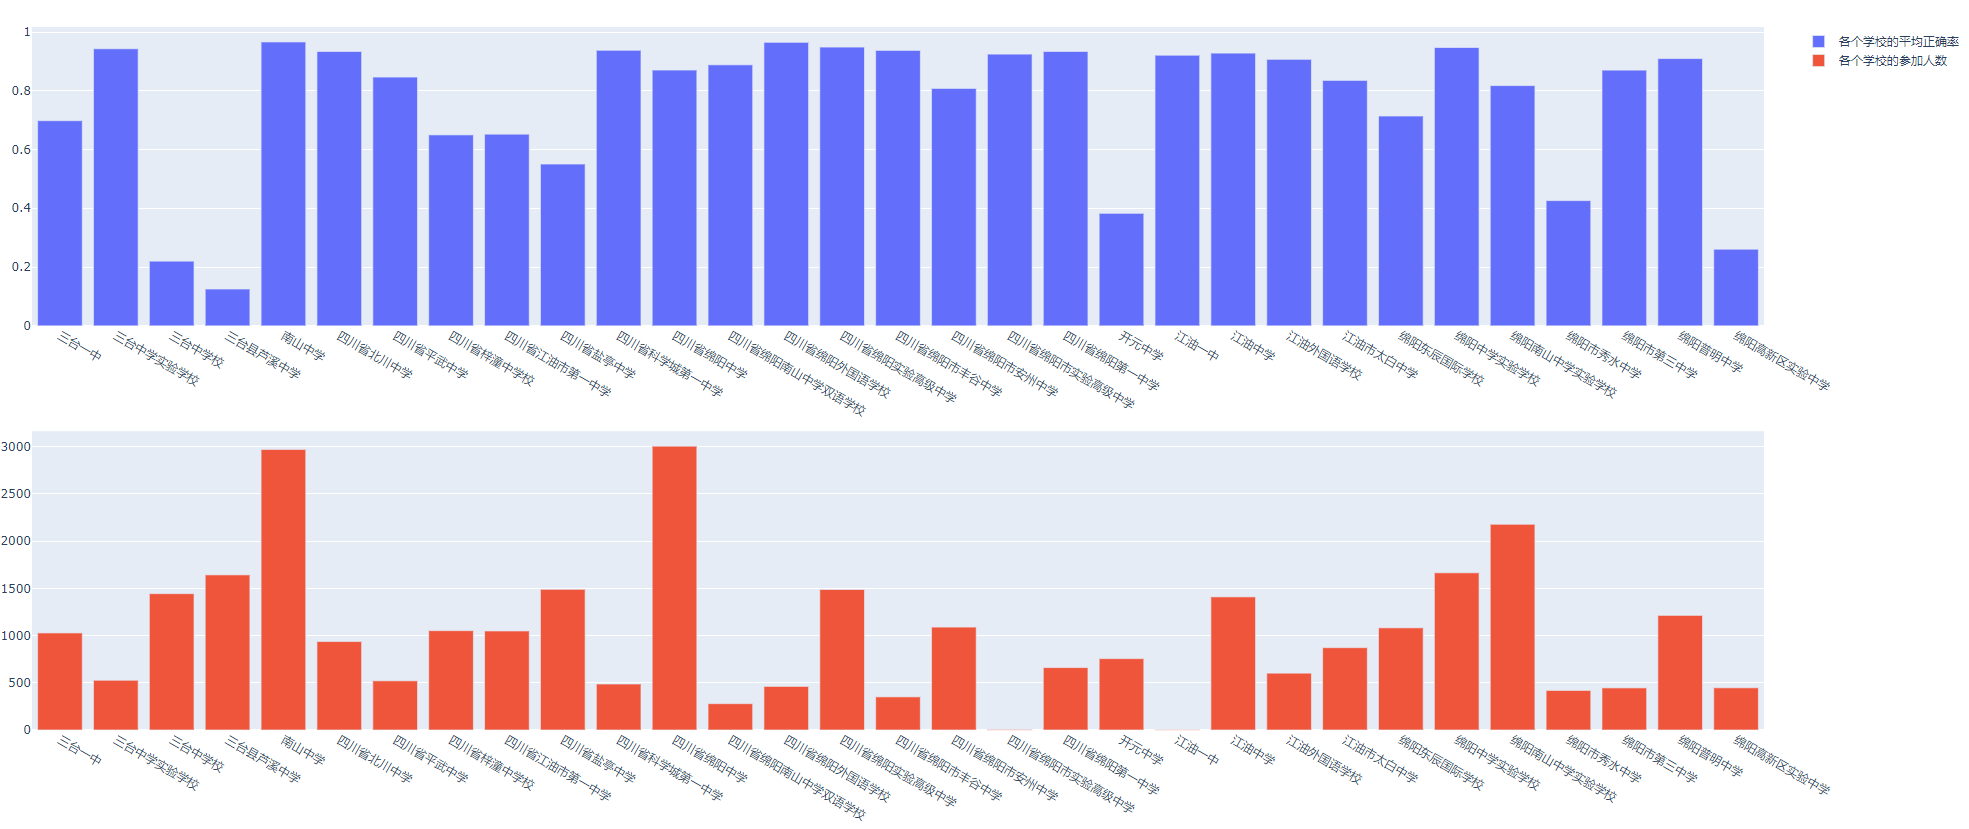 1
0.8
0.6
0.4
0.2
0
三台一中
三台中学实验学校
三台中学校
三台县芦溪中学
南山中学
四川省北川中学
四川省平武中学
四川省梓潼中学校
四川省江油市第一中学
四川省盐亭中学
四川省科学城第一中学
四川省绵阳中学
四川省绵阳南山中学双语学校
四川省绵阳外国语学校
四川省绵阳实验高级中学
四川省绵阳市丰谷中学
四川省绵阳市安州中学
四川省绵阳市实验高级中学
四川省绵阳第一中学
开元中学
江油一中
江油中学
江油外国语学校
江油市太白中学
绵阳东辰国际学校
绵阳中学实验学校
绵阳南山中学实验学校
绵阳市秀水中学
绵阳市第三中学
绵阳普明中学
绵阳高新区实验中学
各个学校的平均正确率
各个学校的参加人数
3000
2500
2000
1500
1000
500
0
三台一中
三台中学实验学校
三台中学校
三台县芦溪中学
南山中学
四川省北川中学
四川省平武中学
四川省梓潼中学校
四川省江油市第一中学
四川省盐亭中学
四川省科学城第一中学
四川省绵阳中学
四川省绵阳南山中学双语学校
四川省绵阳外国语学校
四川省绵阳实验高级中学
四川省绵阳市丰谷中学
四川省绵阳市安州中学
四川省绵阳市实验高级中学
四川省绵阳第一中学
开元中学
江油一中
江油中学
江油外国语学校
江油市太白中学
绵阳东辰国际学校
绵阳中学实验学校
绵阳南山中学实验学校
绵阳市秀水中学
绵阳市第三中学
绵阳普明中学
绵阳高新区实验中学